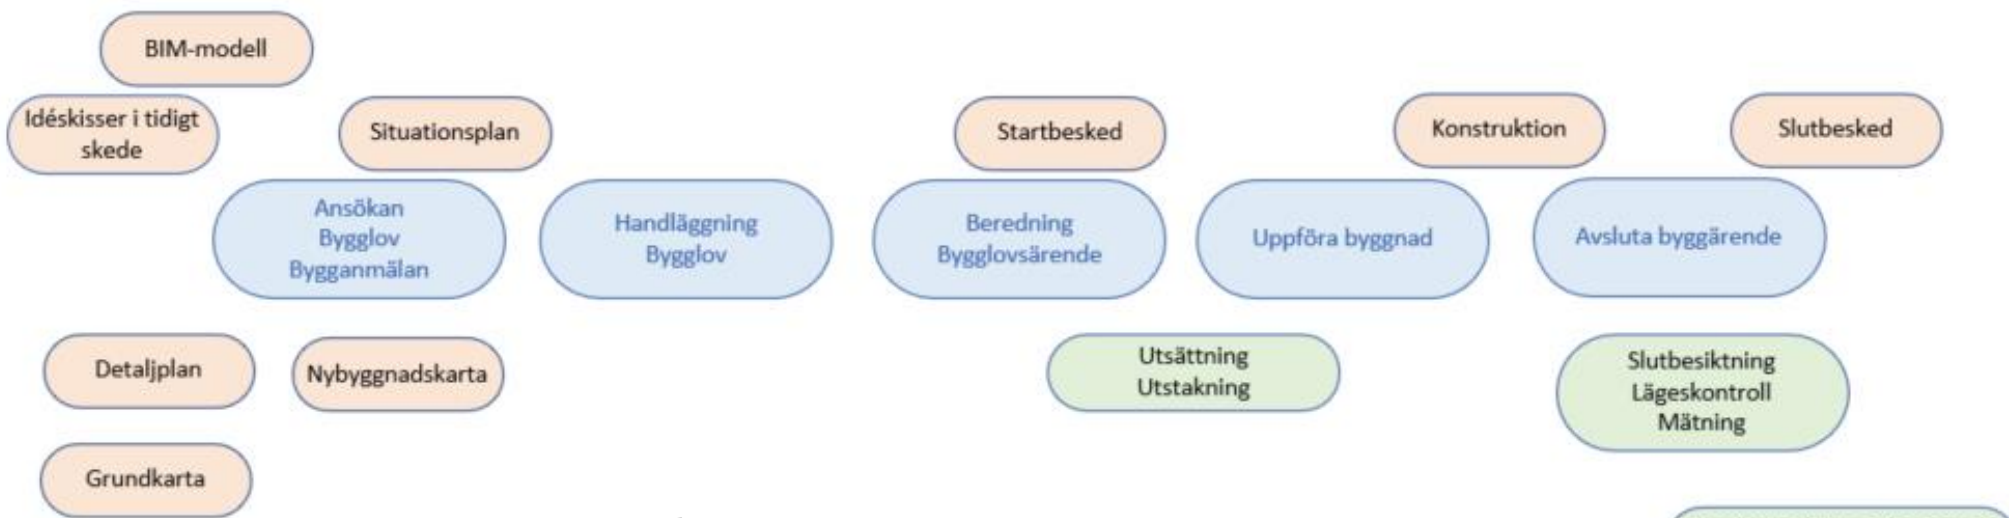 BIM-modell
Idéskisser i tidigt
skede
Situationsplan
Startbesked
Konstruktion
Slutbesked
Ansökan
Bygglov
Bygganmälan
Handläggning
Bygglov
Beredning
Bygglovsärende
Uppföra byggnad
Avsluta byggärende
Detaljplan
Nybyggnadskarta
Utsättning
Utstakning
Slutbesiktning
Lägeskontroll
Mätning
Grundkarta